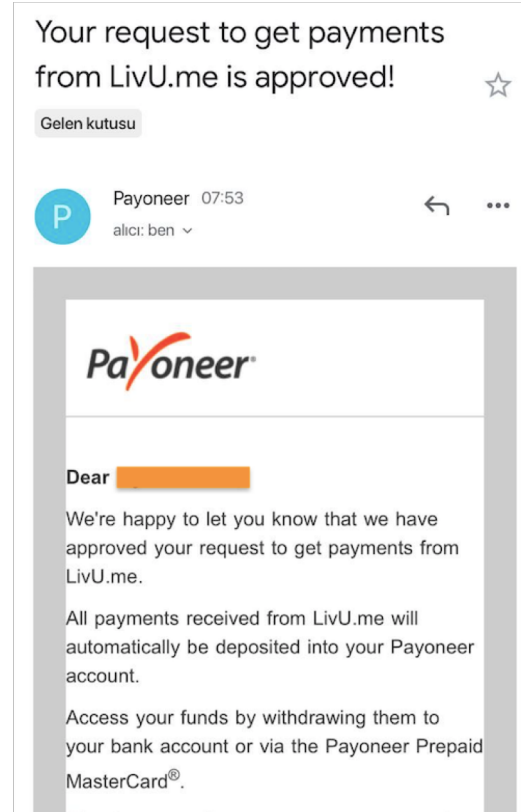 Your request to get payments
from LivU.me is approved!
Gelen kutusu
P
Payoneer 07:53
alıcı: ben
Payoneer®
Dear
We're happy to let you know that we have
approved your request to get payments from
LivU.me.
All payments received from LivU.me will
automatically be deposited into your Payoneer
account.
Access your funds by withdrawing them to
your bank account or via the Payoneer Prepaid
MasterCard®.